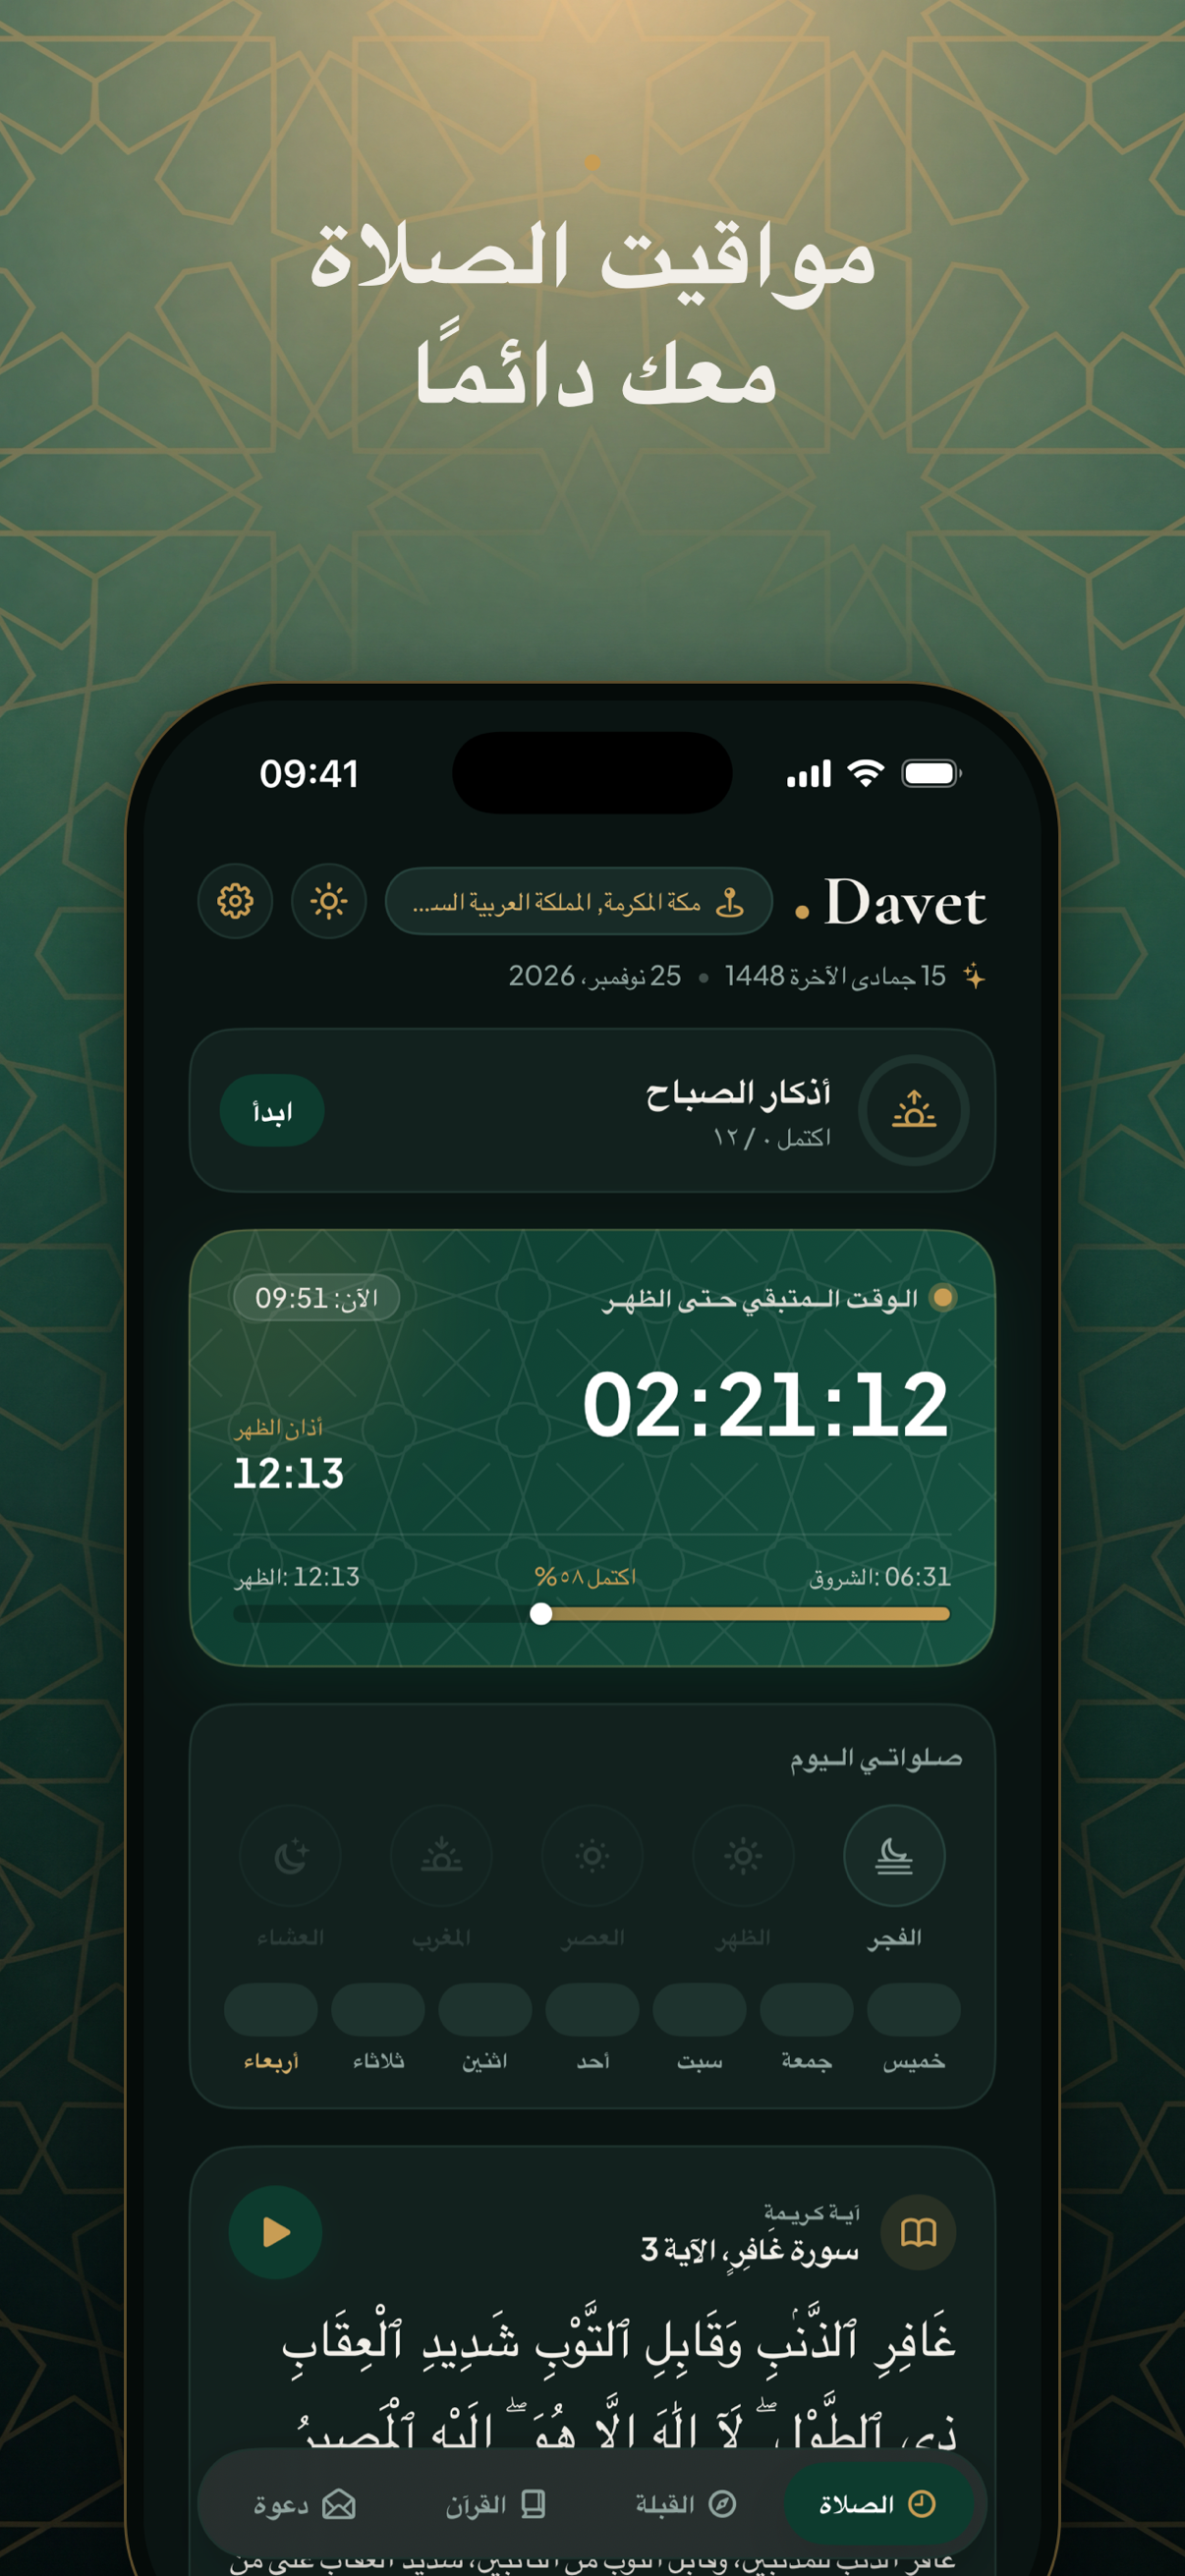 مواقيت الصلاة
معك دائمًا
09:41
Davet
مكة المكرمة, المملكة العربية السـ...
15 جمادى الآخرة 1448 • 25 نوفمبر، 2026
أذكار الصباح
اكتمل ٠ / ١٢
ابدأ
الوقت المتبقي حتى الظهر
الآن: 09:51
02:21:12
أذان الظهر
12:13
06:31 :الشروق
اكتمل ٥٨%
12:13 :الظهر
صلواتي اليوم
الفجر الظهر العصر المغرب العشاء
خميس جمعة سبت أحد اثنين ثلاثاء أربعاء
آية كريمة
سورة غَافِرٍ، الآية 3
غَافِرِ ٱلذَّنۢبِ وَقَابِلِ ٱلتَّوْبِ شَدِيدِ ٱلْعِقَابِ
ذِى ٱلطَّوْلِ ۖ لَآ إِلَٰهَ إِلَّا هُوَ ۖ إِلَيْهِ ٱلْمَصِيرُ
الصلاة القبلة القرآن دعوة